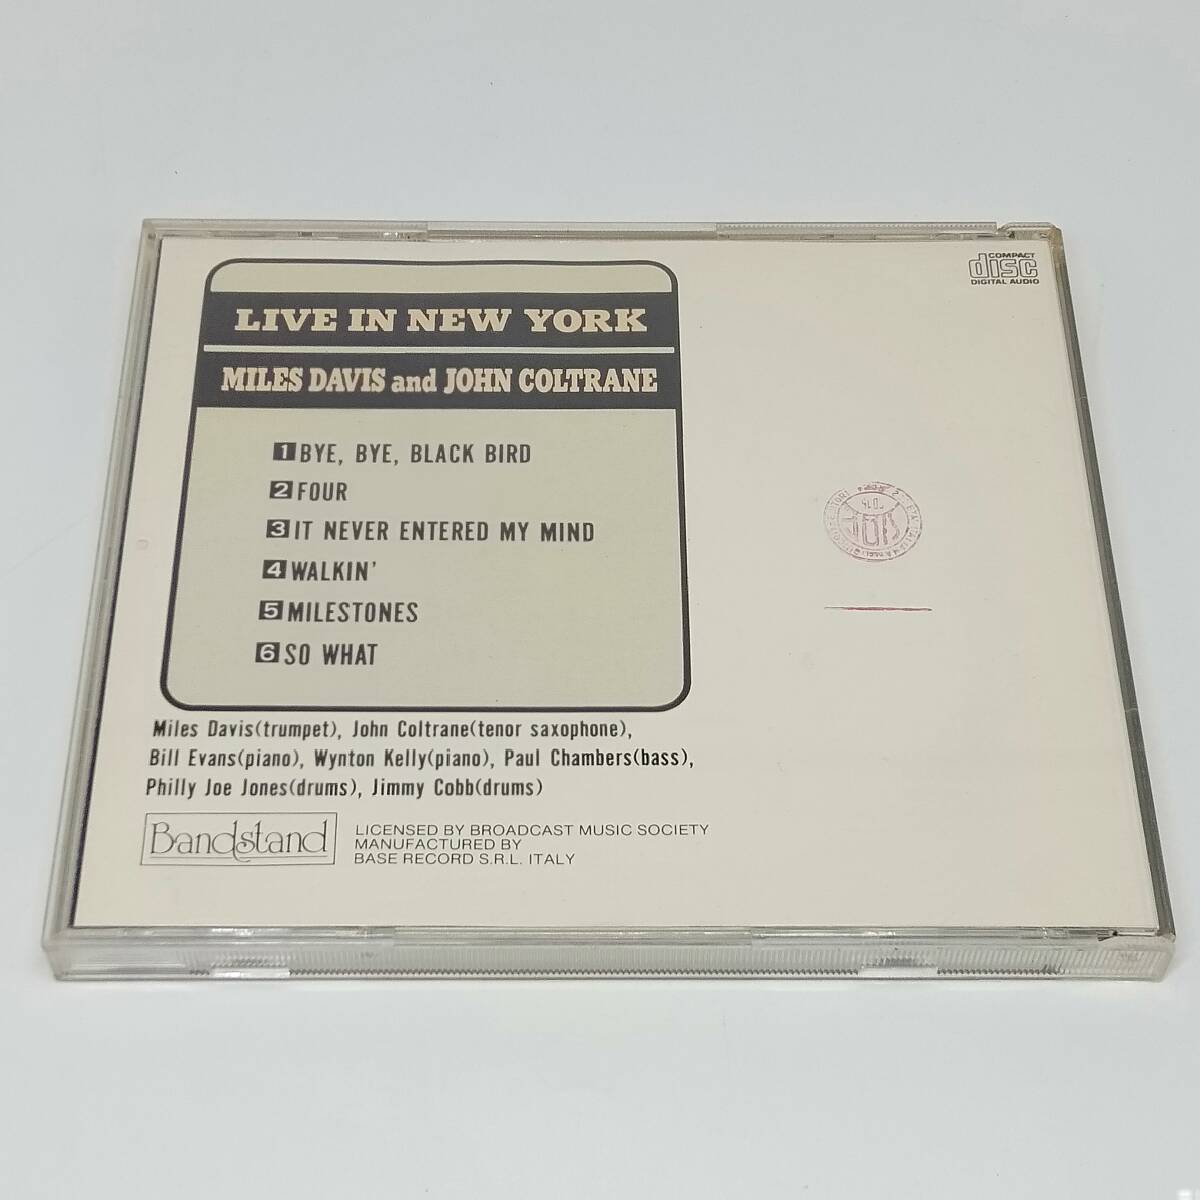 COMPACT
disc
DIGITAL AUDIO
LIVE IN NEW YORK
MILES DAVIS and JOHN COLTRANE
1 BYE, BYE, BLACK BIRD
2 FOUR
3 IT NEVER ENTERED MY MIND
4 WALKIN'
5 MILESTONES
6 SO WHAT
Miles Davis(trumpet), John Coltrane(tenor saxophone),
Bill Evans(piano), Wynton Kelly(piano), Paul Chambers(bass),
Philly Joe Jones(drums), Jimmy Cobb(drums)
Bandstand
LICENSED BY BROADCAST MUSIC SOCIETY
MANUFACTURED BY
BASE RECORD S.R.L. ITALY